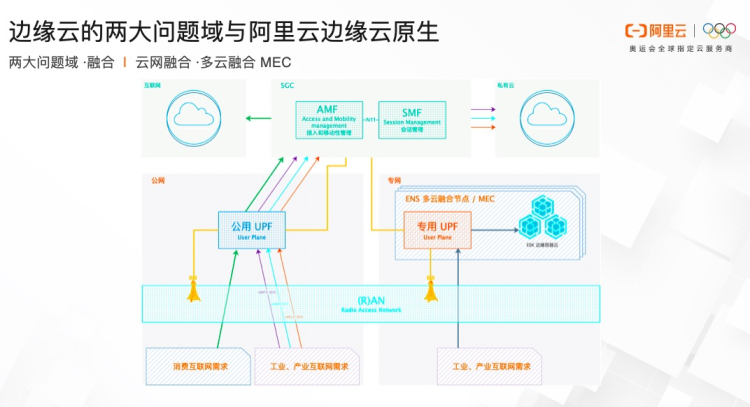 边缘云的两大问题域与阿里云边缘云原生
两大问题域 ·融合 | 云网融合 ·多云融合 MEC
阿里云
奥运会全球指定云服务商
互联网
5GC
私有云
AMF
Access and Mobility
management
接入和移动性管理
N11
SMF
Session Management
会话管理
公网
专网
ENS 多云融合节点 / MEC
公用 UPF
User Plane
专用 UPF
User Plane
EDK 边缘容器云
(R)AN
Radio Access Network
消费互联网需求
工业、产业互联网需求
工业、产业互联网需求